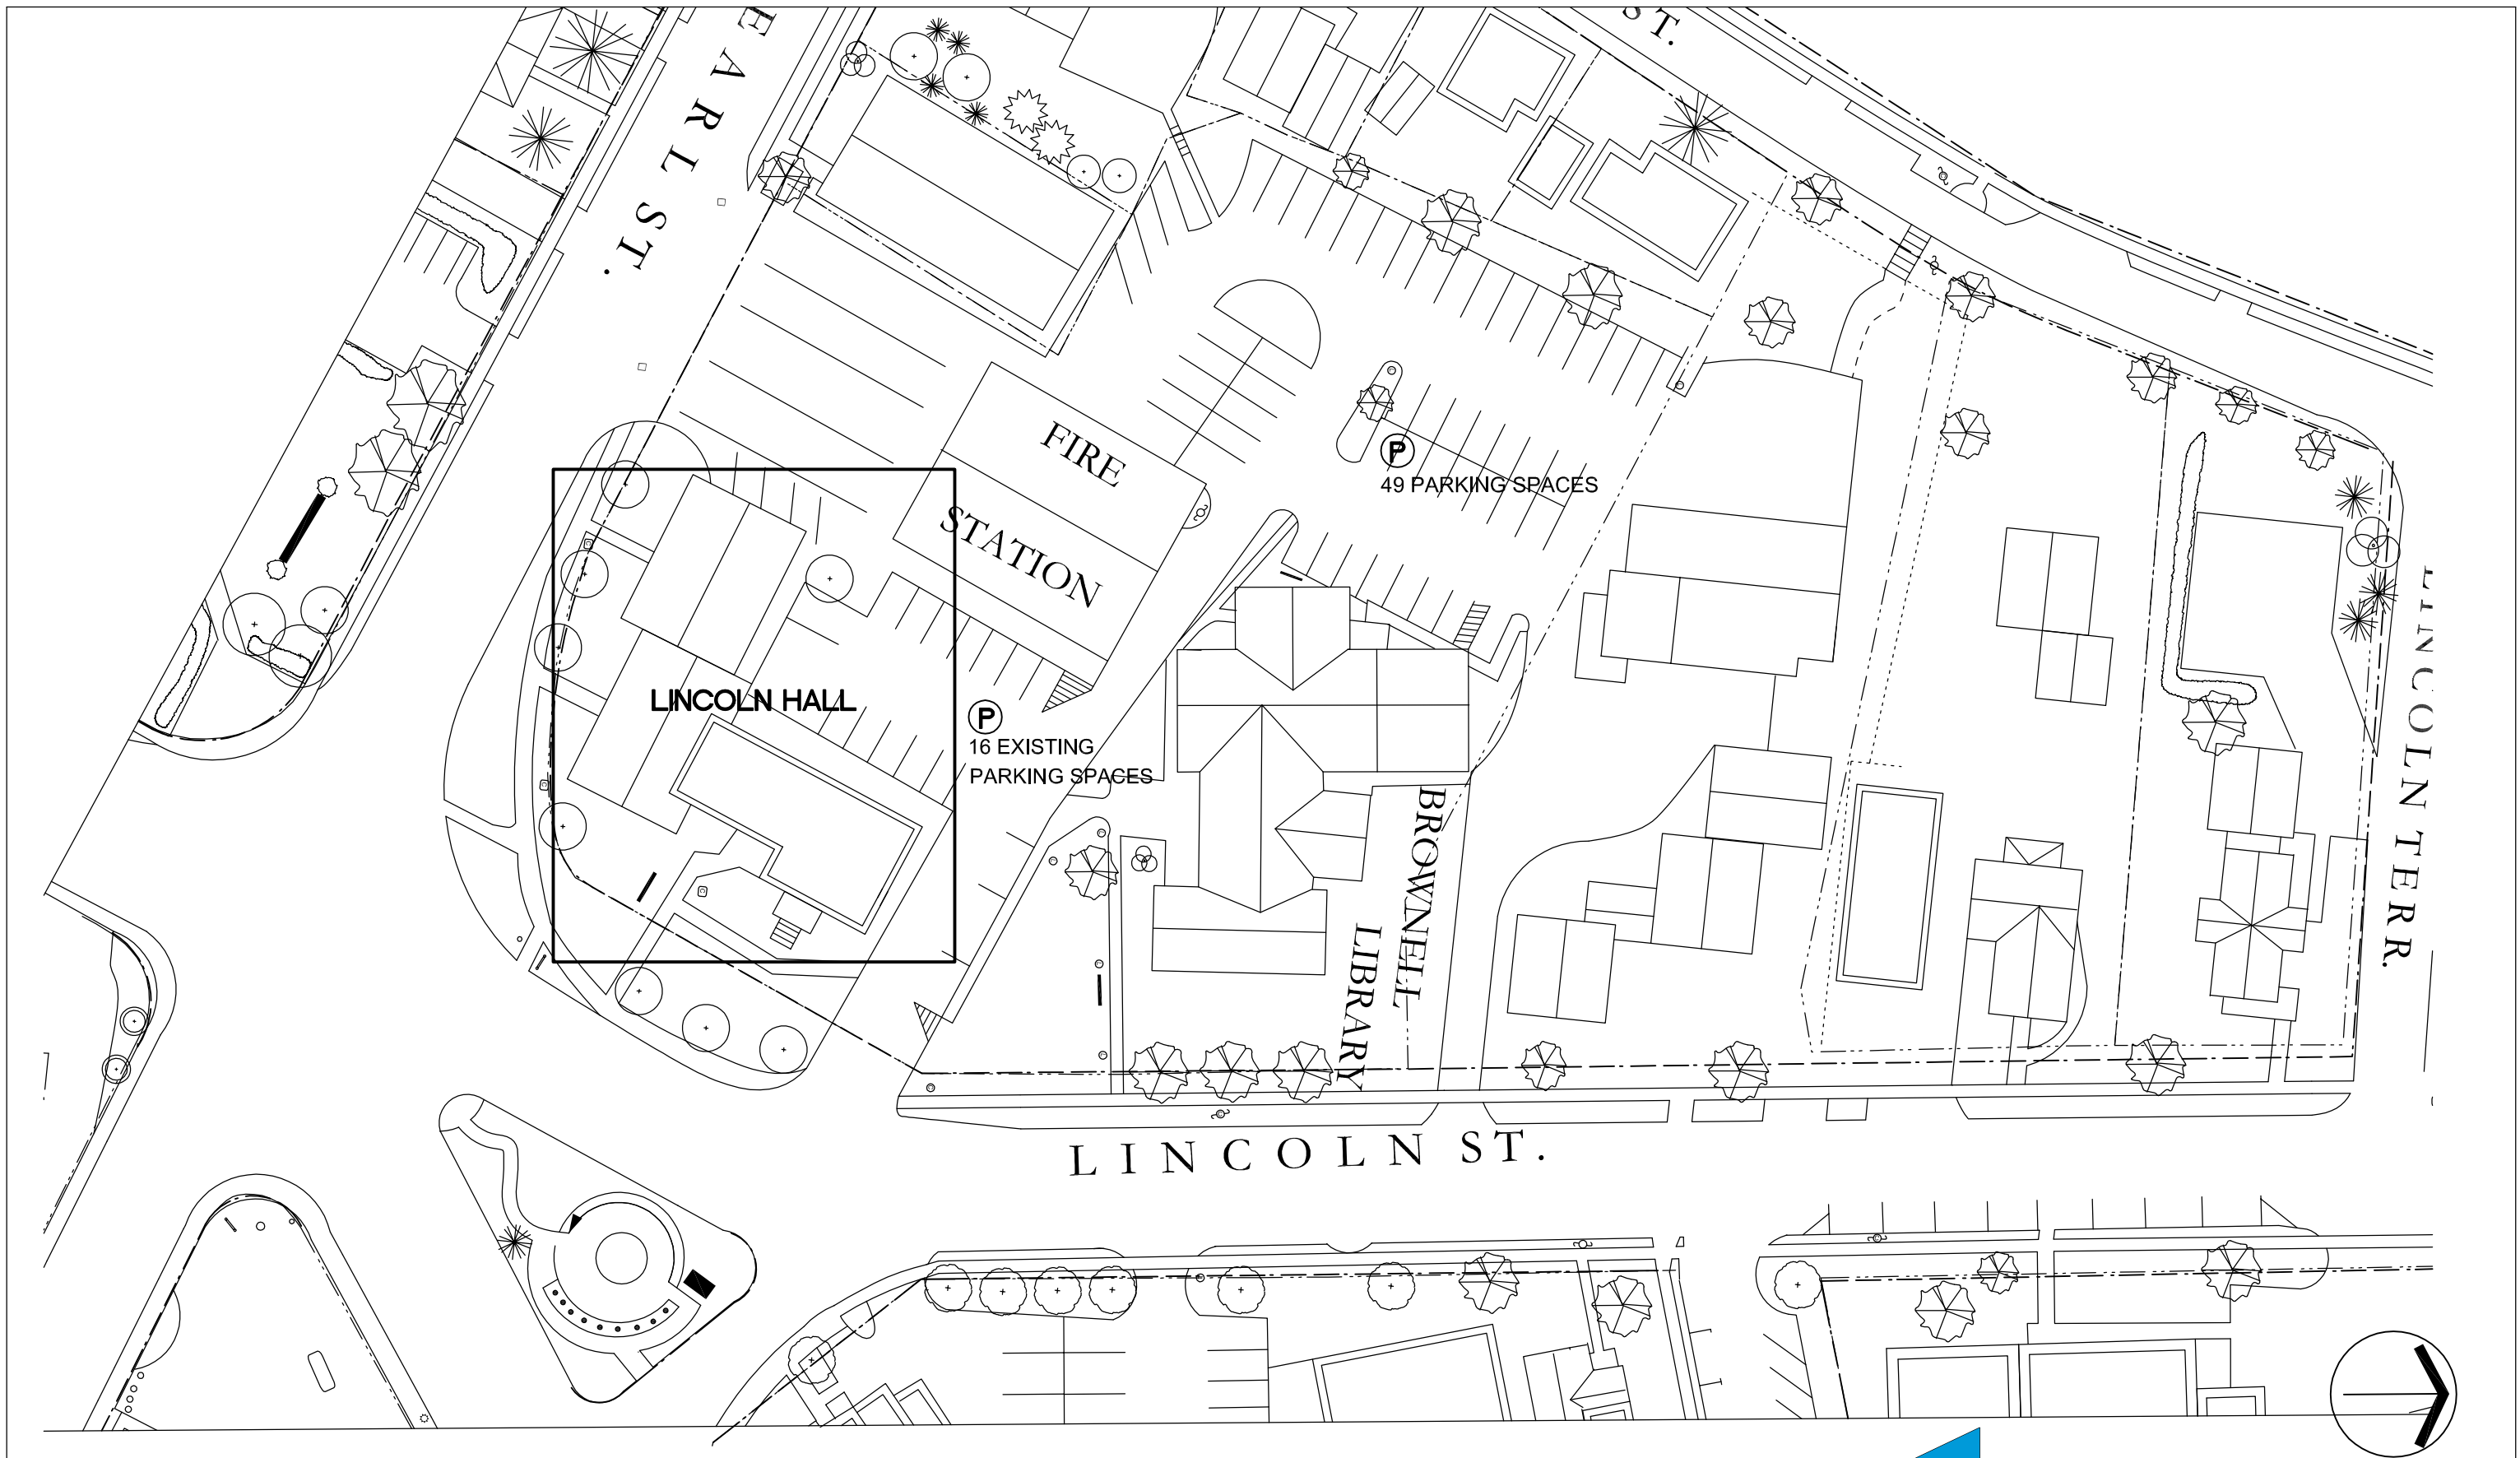 EARL ST.
ST.
FIRE
STATION
P
49 PARKING SPACES
LINCOLN HALL
P
16 EXISTING
PARKING SPACES
BROWNELL
LIBRARY
LINCOLN TERR.
LINCOLN ST.